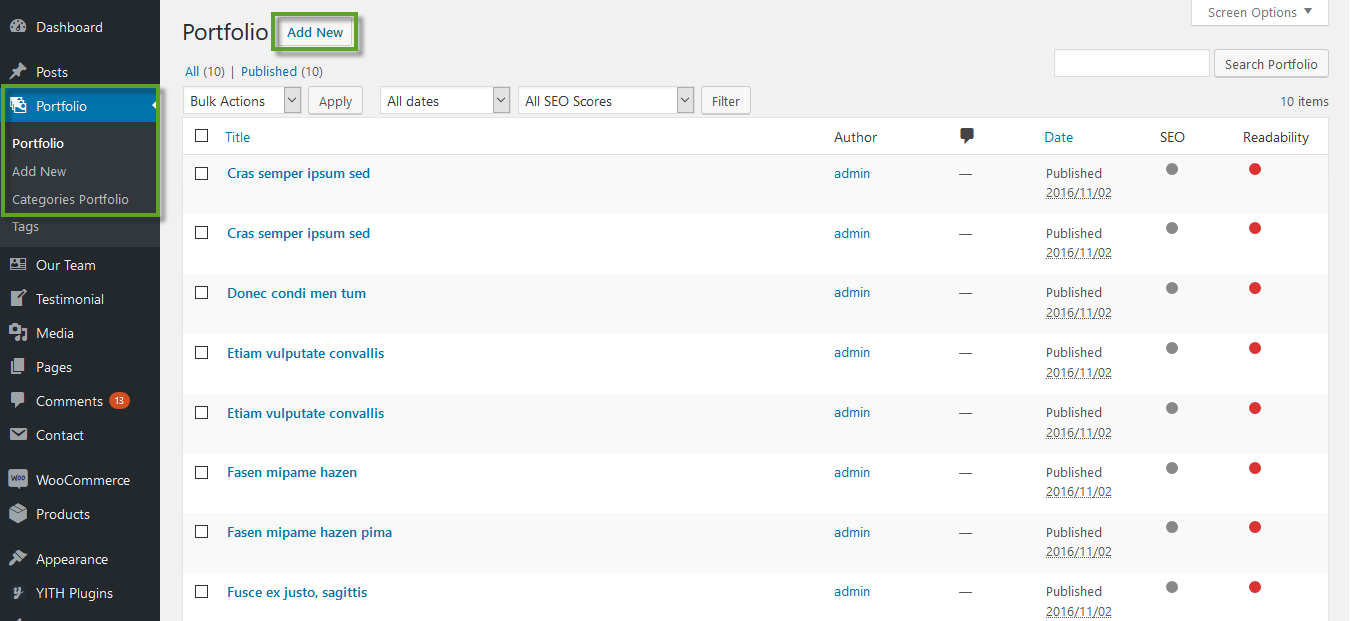 Dashboard
Posts
Portfolio
Portfolio
Add New
Categories Portfolio
Tags
Our Team
Testimonial
Media
Pages
Comments 13
Contact
WOO WooCommerce
Products
Appearance
YITH Plugins
Screen Options
Portfolio Add New
All (10) | Published (10)
Search Portfolio
Bulk Actions Apply All dates All SEO Scores Filter 10 items
Title Author Date SEO Readability
Cras semper ipsum sed admin — Published
2016/11/02
Cras semper ipsum sed admin — Published
2016/11/02
Donec condi men tum admin — Published
2016/11/02
Etiam vulputate convallis admin — Published
2016/11/02
Etiam vulputate convallis admin — Published
2016/11/02
Fasen mipame hazen admin — Published
2016/11/02
Fasen mipame hazen pima admin — Published
2016/11/02
Fusce ex justo, sagittis admin — Published
2016/11/02